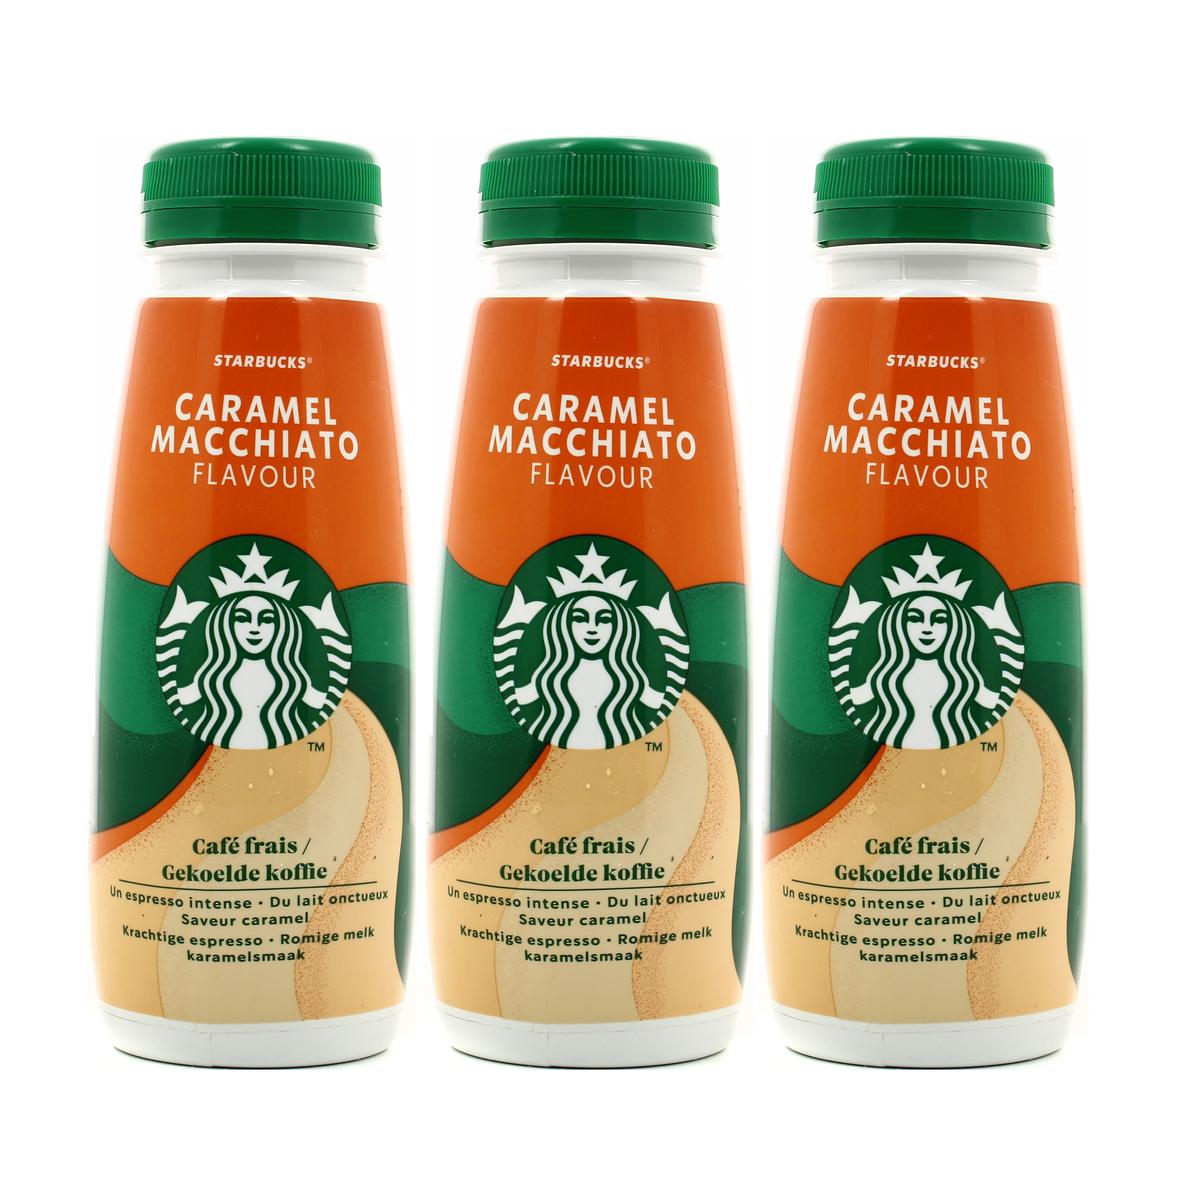 STARBUCKS®
CARAMEL
MACCHIATO
FLAVOUR
TM
Café frais /
Gekoelde koffie
Un espresso intense • Du lait onctueux
Saveur caramel
Krachtige espresso • Romige melk
karamelsmaak
STARBUCKS®
CARAMEL
MACCHIATO
FLAVOUR
TM
Café frais /
Gekoelde koffie
Un espresso intense • Du lait onctueux
Saveur caramel
Krachtige espresso • Romige melk
karamelsmaak
STARBUCKS®
CARAMEL
MACCHIATO
FLAVOUR
TM
Café frais /
Gekoelde koffie
Un espresso intense • Du lait onctueux
Saveur caramel
Krachtige espresso • Romige melk
karamelsmaak